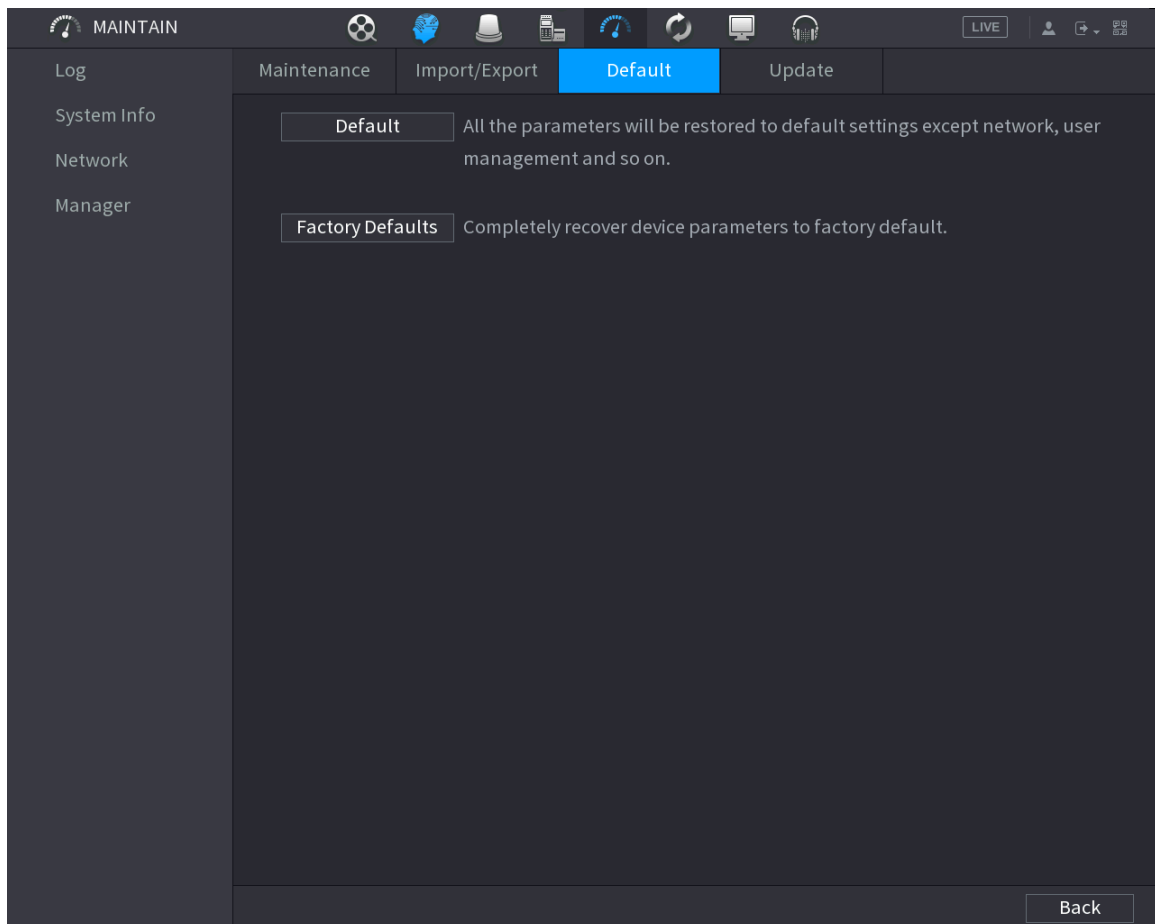 MAINTAIN
LIVE
Log
System Info
Network
Manager
Maintenance Import/Export Default Update
Default All the parameters will be restored to default settings except network, user
management and so on.
Factory Defaults Completely recover device parameters to factory default.
Back